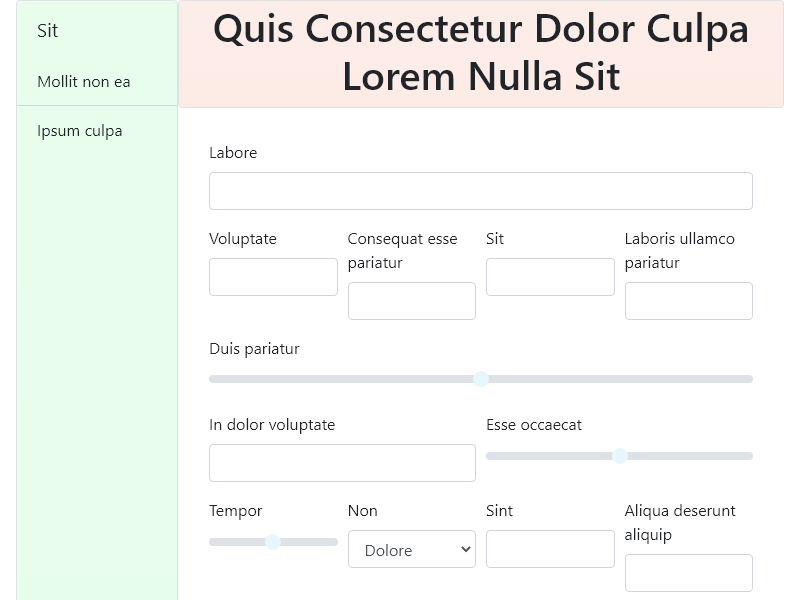 Sit
Mollit non ea
Ipsum culpa
Quis Consectetur Dolor Culpa
Lorem Nulla Sit
Labore
Voluptate
Consequat esse
pariatur
Sit
Laboris ullamco
pariatur
Duis pariatur
In dolor voluptate
Esse occaecat
Tempor
Non
Dolore
Sint
Aliqua deserunt
aliquip